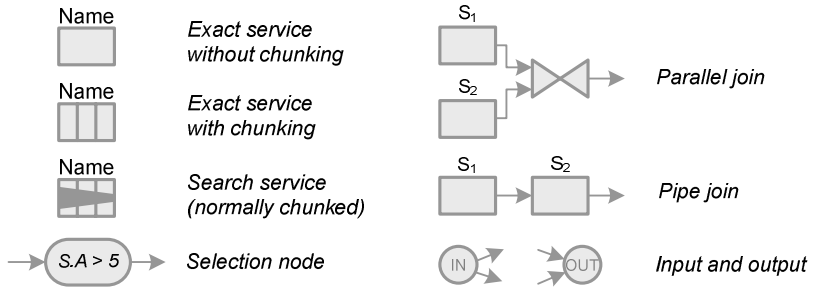 Name
Exact service
without chunking
Name
Exact service
with chunking
Name
Search service
(normally chunked)
S.A > 5
Selection node
S1
S2
Parallel join
S1
S2
Pipe join
IN
OUT
Input and output